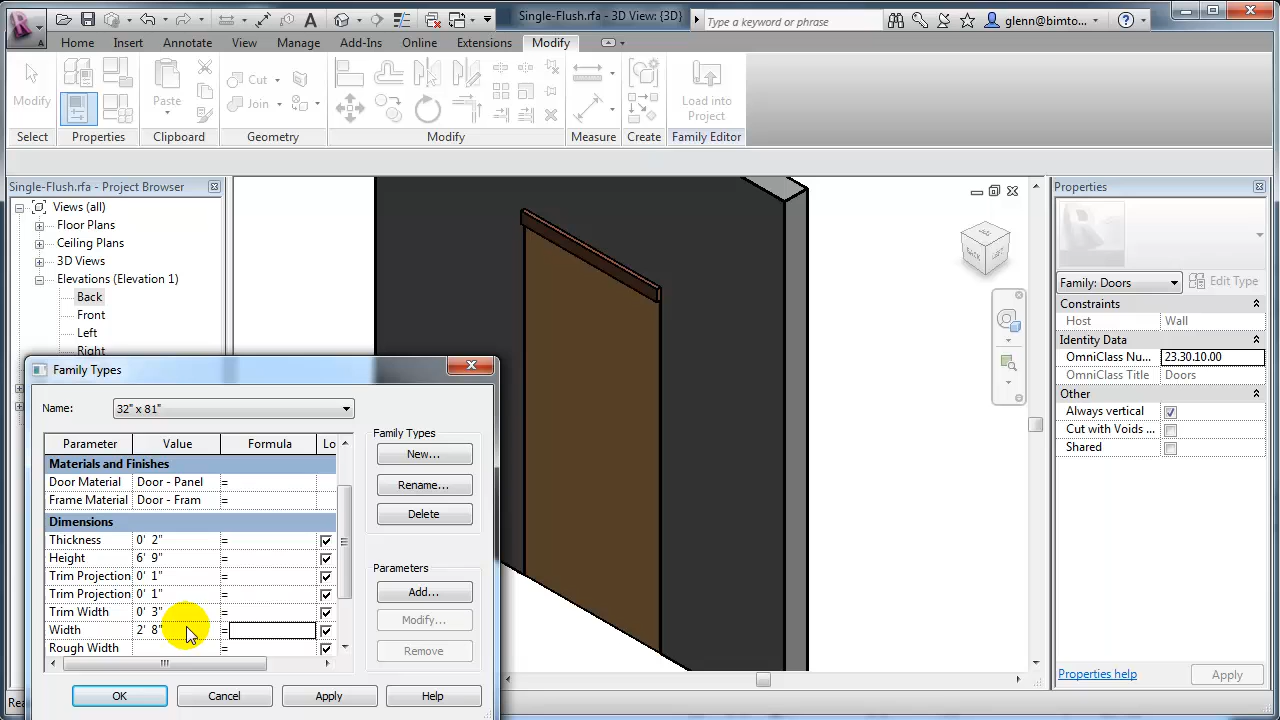 Single-Flush.rfa - 3D View: {3D}
Type a keyword or phrase
glenn@bimto...
Home Insert Annotate View Manage Add-Ins Online Extensions Modify
Modify
Paste
Cut
Join
Load into
Project
Select Properties Clipboard Geometry Modify Measure Create Family Editor
Single-Flush.rfa - Project Browser
Views (all)
Floor Plans
Ceiling Plans
3D Views
Elevations (Elevation 1)
Back
Front
Left
Right
BACK
Properties
Family: Doors
Edit Type
Constraints
Host Wall
Identity Data
OmniClass Nu... 23.30.10.00
OmniClass Title Doors
Other
Always vertical
Cut with Voids ...
Shared
Properties help
Apply
Family Types
Name:
32" x 81"
Parameter Value Formula Lo
Materials and Finishes
Door Material Door - Panel =
Frame Material Door - Fram =
Dimensions
Thickness 0' 2" =
Height 6' 9" =
Trim Projection 0' 1" =
Trim Projection 0' 1" =
Trim Width 0' 3" =
Width 2' 8" =
Rough Width =
Family Types
New...
Rename...
Delete
Parameters
Add...
Modify...
Remove
OK Cancel Apply Help
Rea